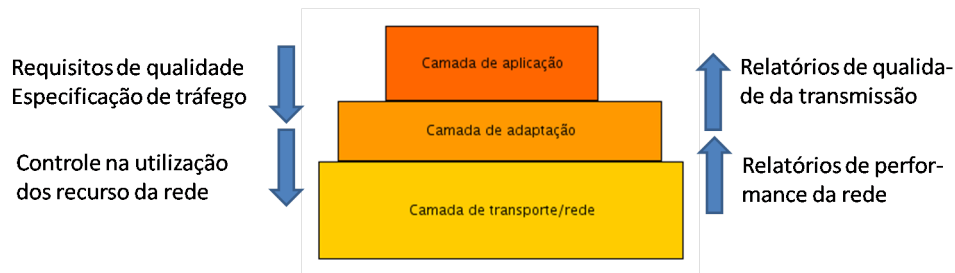 Requisitos de qualidade
Especificação de tráfego
Controle na utilização
dos recurso da rede
Camada de aplicação
Camada de adaptação
Camada de transporte/rede
Relatórios de qualida-
de da transmissão
Relatórios de perfor-
mance da rede